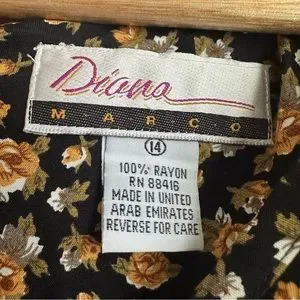 Diana
MARCO
14
100% RAYON
RN 88416
MADE IN UNITED
ARAB EMIRATES
REVERSE FOR CARE